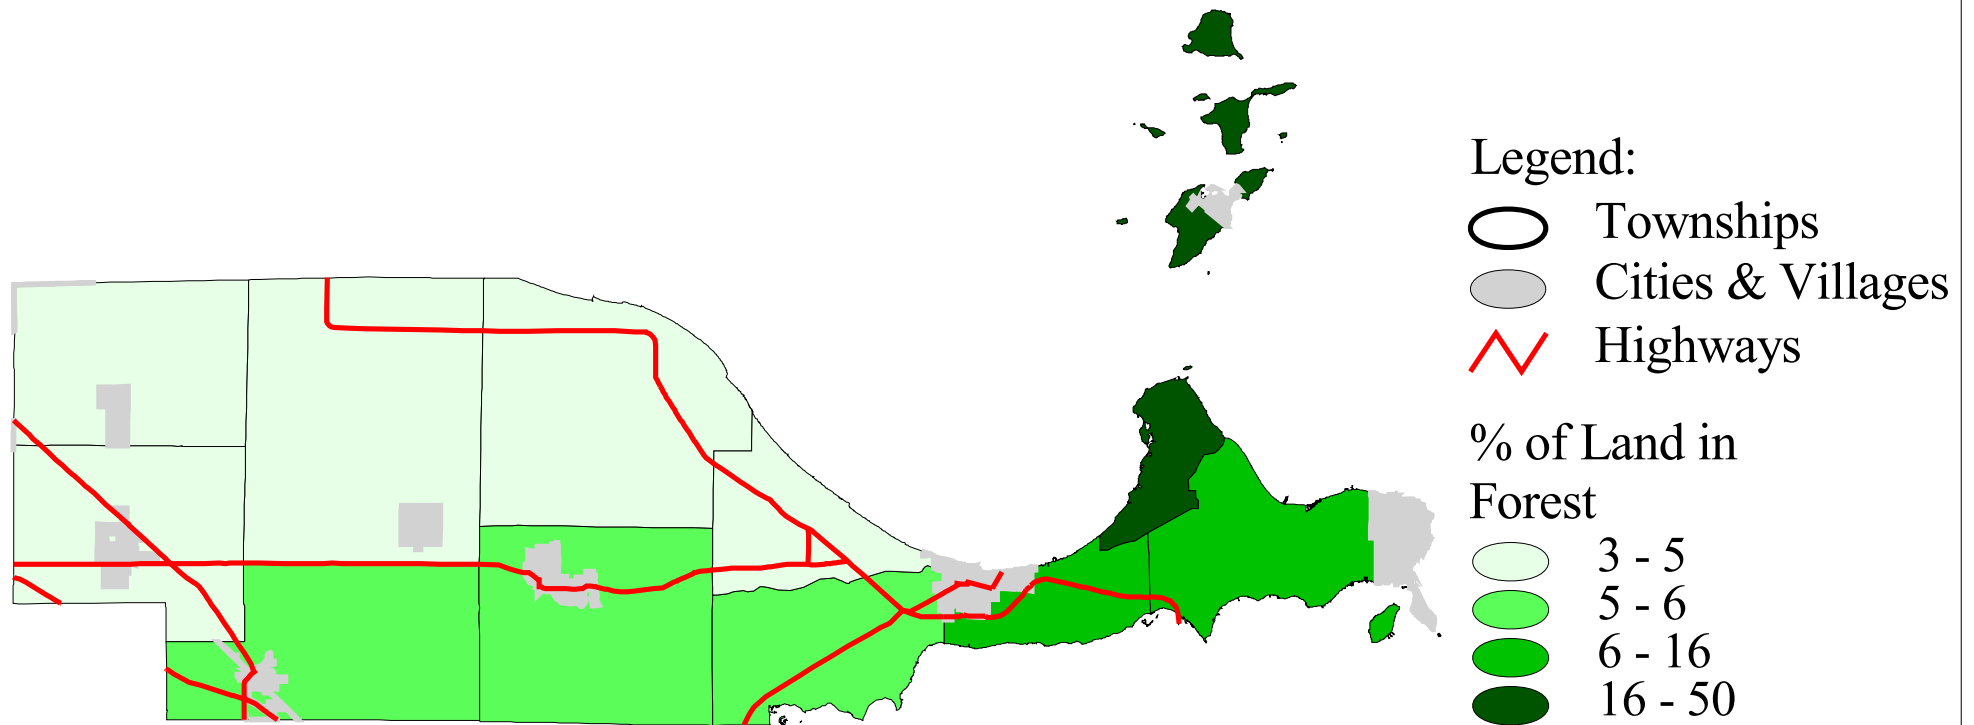 Legend:
Townships
Cities & Villages
Highways
% of Land in
Forest
3 - 5
5 - 6
6 - 16
16 - 50